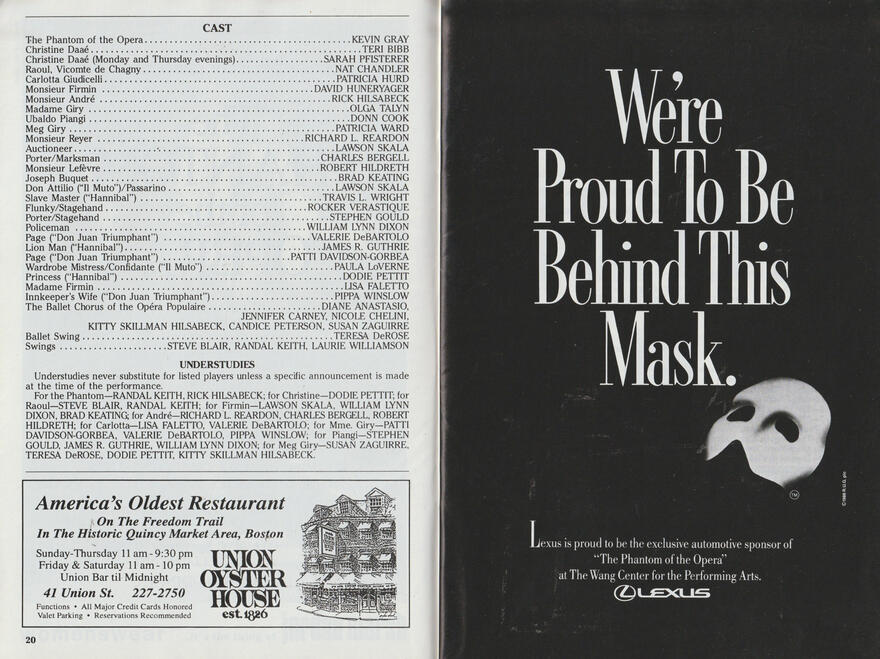 CAST
The Phantom of the Opera........................................KEVIN GRAY
Christine Daaé........................................TERI BIBB
Christine Daaé (Monday and Thursday evenings)..................SARAH PFISTERER
Raoul, Vicomte de Chagny........................................NAT CHANDLER
Carlotta Giudicelli........................................PATRICIA HURD
Monsieur Firmin........................................DAVID HUNERYAGER
Monsieur André........................................RICK HILSABECK
Madame Giry........................................OLGA TALYN
Ubaldo Piangi........................................DONN COOK
Meg Giry........................................PATRICIA WARD
Monsieur Reyer........................................RICHARD L. REARDON
Auctioneer........................................LAWSON SKALA
Porter/Marksman........................................CHARLES BERGELL
Monsieur Lefèvre........................................ROBERT HILDRETH
Joseph Buquet........................................BRAD KEATING
Don Attilio ("Il Muto")/Passarino..............................LAWSON SKALA
Slave Master ("Hannibal")..............................TRAVIS L. WRIGHT
Flunky/Stagehand..............................ROCKER VERASTIQUE
Porter/Stagehand..............................STEPHEN GOULD
Policeman..............................WILLIAM LYNN DIXON
Page ("Don Juan Triumphant")..............................VALERIE DeBARTOLO
Lion Man ("Hannibal")..............................JAMES R. GUTHRIE
Page ("Don Juan Triumphant")..........................PATTI DAVIDSON-GORBEA
Wardrobe Mistress/Confidante ("Il Muto")....................PAULA LoVERNE
Princess ("Hannibal")..............................DODIE PETTIT
Madame Firmin..............................LISA FALETTO
Innkeeper's Wife ("Don Juan Triumphant")....................PIPPA WINSLOW
The Ballet Chorus of the Opéra Populaire....................DIANE ANASTASIO,
JENNIFER CARNEY, NICOLE CHELINI,
KITTY SKILLMAN HILSABECK, CANDICE PETERSON, SUSAN ZAGUIRRE
Ballet Swing..............................TERESA DeROSE
Swings....................STEVE BLAIR, RANDAL KEITH, LAURIE WILLIAMSON
UNDERSTUDIES
Understudies never substitute for listed players unless a specific announcement is made
at the time of the performance.
For the Phantom—RANDAL KEITH, RICK HILSABECK; for Christine—DODIE PETTIT; for
Raoul—STEVE BLAIR, RANDAL KEITH; for Firmin—LAWSON SKALA, WILLIAM LYNN
DIXON, BRAD KEATING; for André—RICHARD L. REARDON, CHARLES BERGELL, ROBERT
HILDRETH; for Carlotta—LISA FALETTO, VALERIE DeBARTOLO; for Mme. Giry—PATTI
DAVIDSON-GORBEA, VALERIE DeBARTOLO, PIPPA WINSLOW; for Piangi—STEPHEN
GOULD, JAMES R. GUTHRIE, WILLIAM LYNN DIXON; for Meg Giry—SUSAN ZAGUIRRE,
TERESA DeROSE, DODIE PETTIT, KITTY SKILLMAN HILSABECK.
America's Oldest Restaurant
On The Freedom Trail
In The Historic Quincy Market Area, Boston
Sunday-Thursday 11 am-9:30 pm
Friday & Saturday 11 am-10 pm
Union Bar til Midnight
41 Union St. 227-2750
Functions • All Major Credit Cards Honored
Valet Parking • Reservations Recommended
UNION
OYSTER
HOUSE
est. 1826
20
We're
Proud To Be
Behind This
Mask.
TM
©1986 R.U.G. plc
Lexus is proud to be the exclusive automotive sponsor of
"The Phantom of the Opera"
at The Wang Center for the Performing Arts.
LEXUS